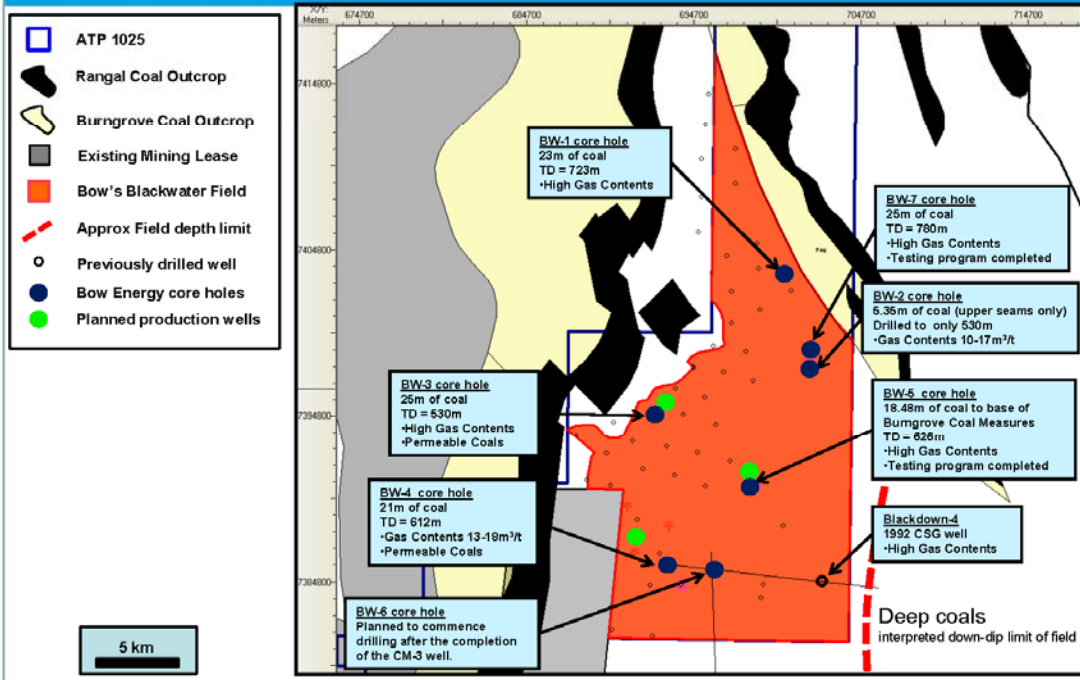 X/Y:
Meters
674700
684700
694700
704700
714700
7414800
7404800
7394800
7384800
ATP 1025
Rangal Coal Outcrop
Burngrove Coal Outcrop
Existing Mining Lease
Bow's Blackwater Field
Approx Field depth limit
Previously drilled well
Bow Energy core holes
Planned production wells
BW-1 core hole
23m of coal
TD = 723m
•High Gas Contents
BW-7 core hole
25m of coal
TD = 780m
•High Gas Contents
•Testing program completed
BW-2 core hole
5.35m of coal (upper seams only)
Drilled to only 530m
•Gas Contents 10-17m³/t
BW-3 core hole
25m of coal
TD = 530m
•High Gas Contents
•Permeable Coals
BW-5 core hole
18.48m of coal to base of
Burngrove Coal Measures
TD = 626m
•High Gas Contents
•Testing program completed
BW-4 core hole
21m of coal
TD = 612m
•Gas Contents 13-18m³/t
•Permeable Coals
Blackdown-4
1992 CSG well
•High Gas Contents
BW-6 core hole
Planned to commence
drilling after the completion
of the CM-3 well.
Deep coals
interpreted down-dip limit of field
5 km